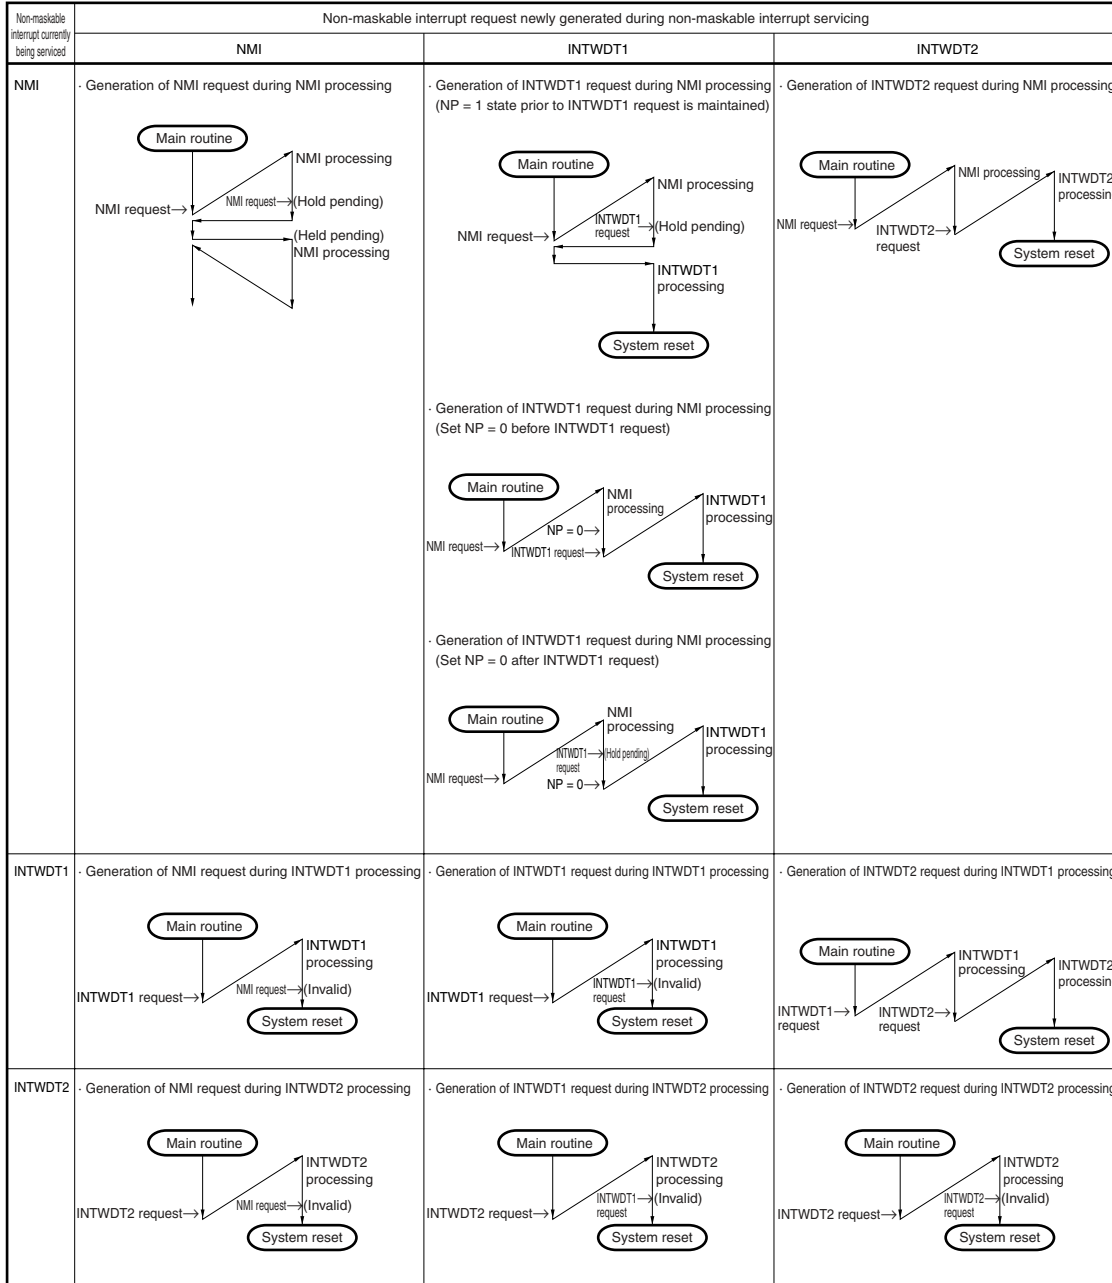 Non-maskable
interrupt currently
being serviced
Non-maskable interrupt request newly generated during non-maskable interrupt servicing
NMI
INTWDT1
INTWDT2
NMI
· Generation of NMI request during NMI processing
Main routine
NMI processing
NMI request→
NMI request→(Hold pending)
(Held pending)
NMI processing
· Generation of INTWDT1 request during NMI processing
(NP = 1 state prior to INTWDT1 request is maintained)
Main routine
NMI processing
INTWDT1
request →(Hold pending)
NMI request→
INTWDT1
processing
System reset
· Generation of INTWDT1 request during NMI processing
(Set NP = 0 before INTWDT1 request)
Main routine
NMI
processing
INTWDT1
processing
NP = 0→
NMI request→
INTWDT1 request→
System reset
· Generation of INTWDT1 request during NMI processing
(Set NP = 0 after INTWDT1 request)
Main routine
NMI
processing
INTWDT1
processing
INTWDT1→(Hold pending)
request
NMI request→
NP = 0→
System reset
· Generation of INTWDT2 request during NMI processing
Main routine
NMI processing
INTWDT2
processin
NMI request→
INTWDT2→
request
System reset
INTWDT1
· Generation of NMI request during INTWDT1 processing
Main routine
INTWDT1
processing
INTWDT1 request→
NMI request→(Invalid)
System reset
· Generation of INTWDT1 request during INTWDT1 processing
Main routine
INTWDT1
processing
INTWDT1→(Invalid)
request
INTWDT1 request→
System reset
· Generation of INTWDT2 request during INTWDT1 processing
Main routine
INTWDT1
processing
INTWDT2
processin
INTWDT1→
request
INTWDT2→
request
System reset
INTWDT2
· Generation of NMI request during INTWDT2 processing
Main routine
INTWDT2
processing
NMI request→(Invalid)
INTWDT2 request→
System reset
· Generation of INTWDT1 request during INTWDT2 processing
Main routine
INTWDT2
processing
INTWDT1→(Invalid)
request
INTWDT2 request→
System reset
· Generation of INTWDT2 request during INTWDT2 processing
Main routine
INTWDT2
processing
INTWDT2→(Invalid)
request
INTWDT2 request→
System reset